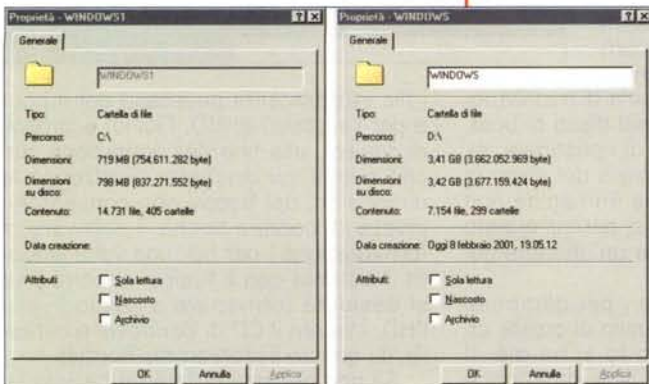 Proprietà - WINDOWS1
Generale
WINDOWS1
Tipo: Cartella di file
Percorso: C:\
Dimensioni: 719 MB (754.611.282 byte)
Dimensioni su disco: 798 MB (837.271.552 byte)
Contenuto: 14.731 file, 405 cartelle
Data creazione:
Attributi: Sola lettura
Nascosto
Archivio
OK Annulla Applica
Proprietà - WINDOWS
Generale
WINDOWS
Tipo: Cartella di file
Percorso: D:\
Dimensioni: 3,41 GB (3.662.052.969 byte)
Dimensioni su disco: 3,42 GB (3.677.159.424 byte)
Contenuto: 7.154 file, 299 cartelle
Data creazione: Oggi 8 febbraio 2001, 19.05.12
Attributi: Sola lettura
Nascosto
Archivio
OK Annulla Applica